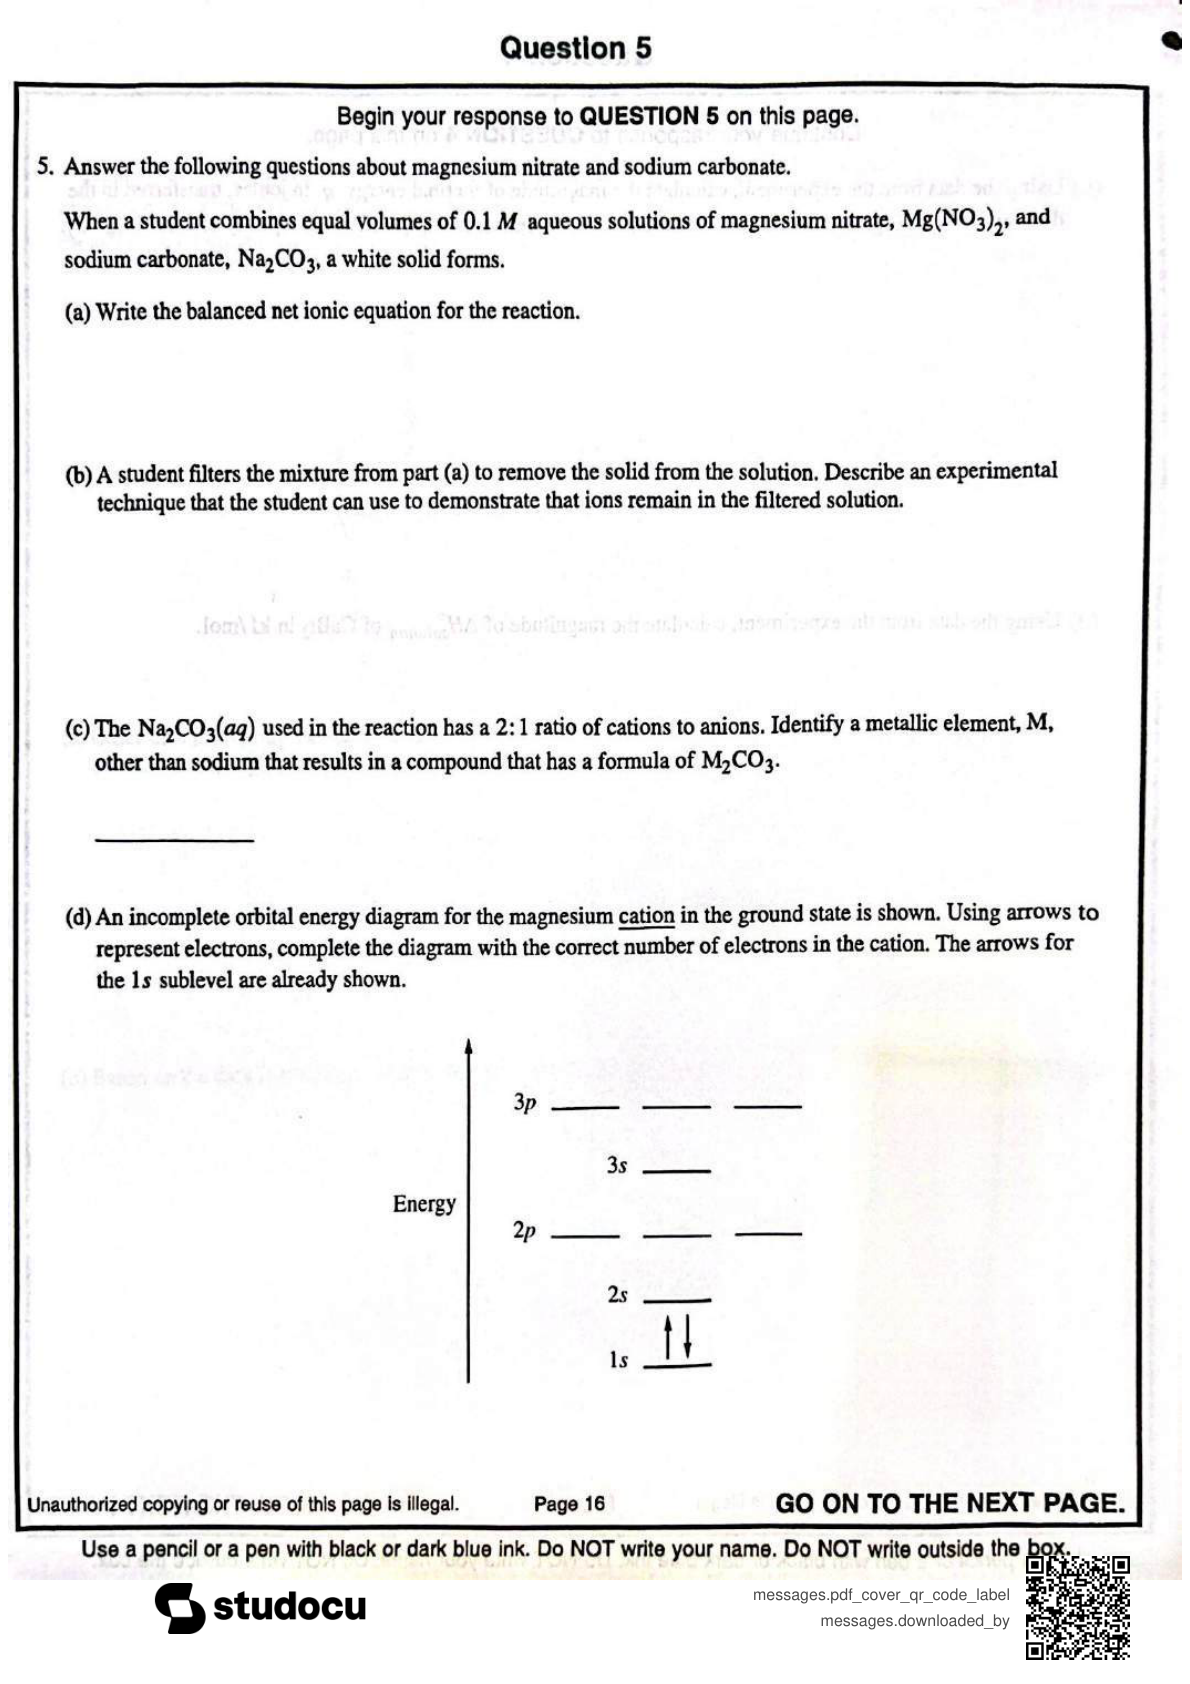 Question 5
Begin your response to QUESTION 5 on this page.
5. Answer the following questions about magnesium nitrate and sodium carbonate.
When a student combines equal volumes of 0.1 M aqueous solutions of magnesium nitrate, Mg(NO₃)₂, and
sodium carbonate, Na₂CO₃, a white solid forms.
(a) Write the balanced net ionic equation for the reaction.
(b) A student filters the mixture from part (a) to remove the solid from the solution. Describe an experimental
technique that the student can use to demonstrate that ions remain in the filtered solution.
(c) The Na₂CO₃(aq) used in the reaction has a 2:1 ratio of cations to anions. Identify a metallic element, M,
other than sodium that results in a compound that has a formula of M₂CO₃.
(d) An incomplete orbital energy diagram for the magnesium cation in the ground state is shown. Using arrows to
represent electrons, complete the diagram with the correct number of electrons in the cation. The arrows for
the 1s sublevel are already shown.
3p
3s
Energy
2p
2s
1s
Unauthorized copying or reuse of this page is illegal. Page 16 GO ON TO THE NEXT PAGE.
Use a pencil or a pen with black or dark blue ink. Do NOT write your name. Do NOT write outside the box.
studocu
messages.pdf_cover_qr_code_label
messages.downloaded_by